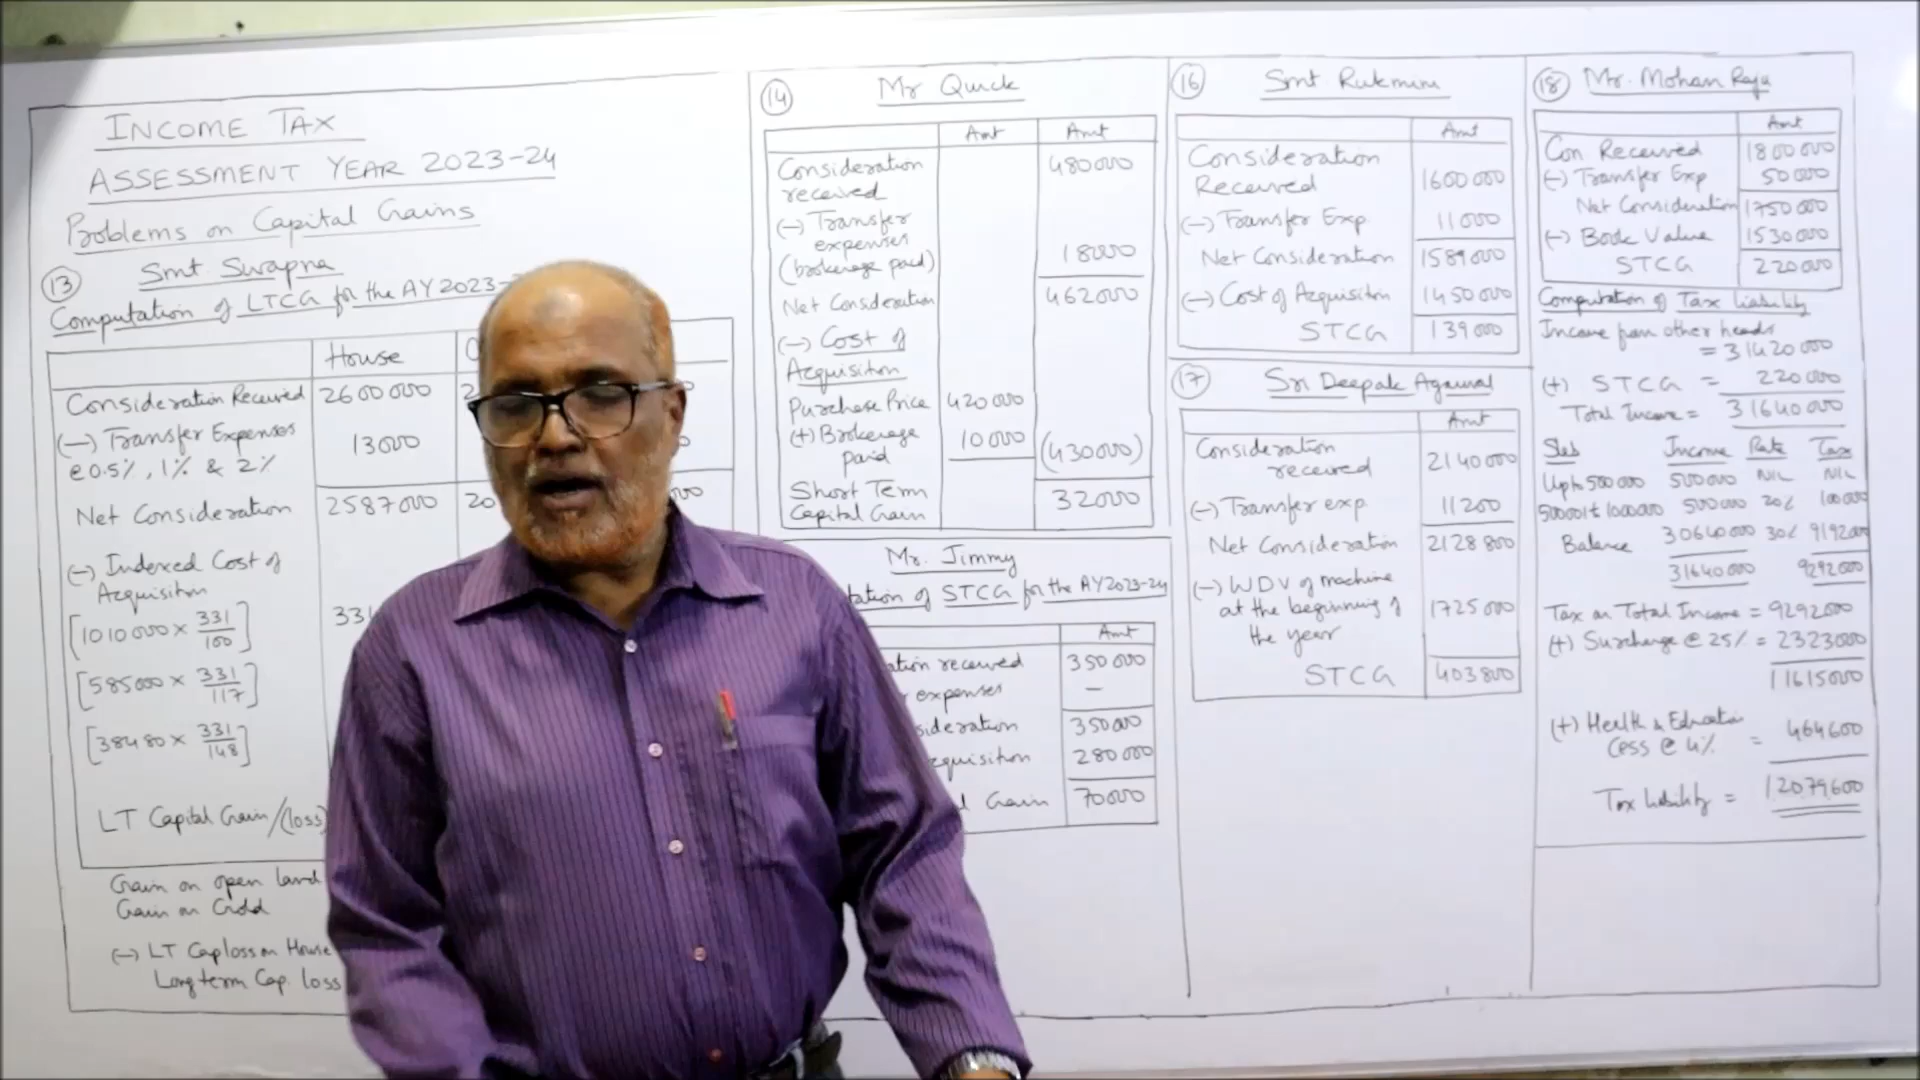 INCOME TAX
ASSESSMENT YEAR 2023-24
Problems on Capital Gains
13 Smt. Swapna
Computation of LTCG for the AY 2023-
House
Consideration Received 2600000 2
(-) Transfer Expenses 13000
@ 0.5%, 1% & 2%
Net Consideration 2587000 20
(-) Indexed Cost of
Acquisition
[1010000 × 331/100] 331
[585000 × 331/117]
[38480 × 331/148]
LT Capital Gain/(loss)
Gain on open land
Gain on Gold
(-) LT Cap loss on House
Long term Cap. loss
14 Mr Quick
Amt Amt
Consideration 480000
received
(-) Transfer
expenses
(brokerage paid) 18000
Net Consideration 462000
(-) Cost of
Acquisition
Purchase Price 420000
(+) Brokerage 10000 (430000)
paid
Short Term 32000
Capital Gain
Mr. Jimmy
tation of STCG for the AY 2023-24
Amt
ation received 350000
expenses –
sideration 350000
cquisition 280000
l Gain 70000
16 Smt Rukmini
Amt
Consideration
Received 1600000
(-) Transfer Exp 11000
Net Consideration 1589000
(-) Cost of Acquisition 1450000
STCG 139000
17 Sri Deepak Agarwal
Amt
Consideration
received 2140000
(-) Transfer exp. 11200
Net Consideration 2128800
(-) WDV of machine
at the beginning of 1725000
the year
STCG 403800
18 Mr. Mohan Raju
Amt
Con Received 1800000
(-) Transfer Exp 50000
Net Consideration 1750000
(-) Book Value 1530000
STCG 220000
Computation of Tax liability
Income from other heads
= 31420000
(+) STCG = 220000
Total Income = 31640000
Slab Income Rate Tax
Upto 500000 500000 NIL NIL
500001 to 1000000 500000 20% 100000
Balance 30640000 30% 9192000
31640000 9292000
Tax on Total Income = 9292000
(+) Surcharge @ 25% = 2323000
11615000
(+) Health & Education
Cess @ 4% = 464600
Tax liability = 12079600